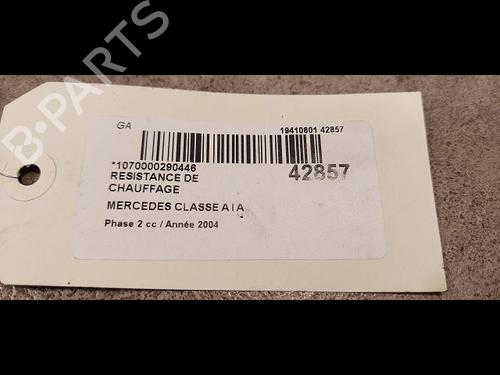 B-PARTS
GA
19410801 42857
*1070000290446
42857
RESISTANCE DE
CHAUFFAGE
MERCEDES CLASSE A I A
Phase 2 cc / Année 2004